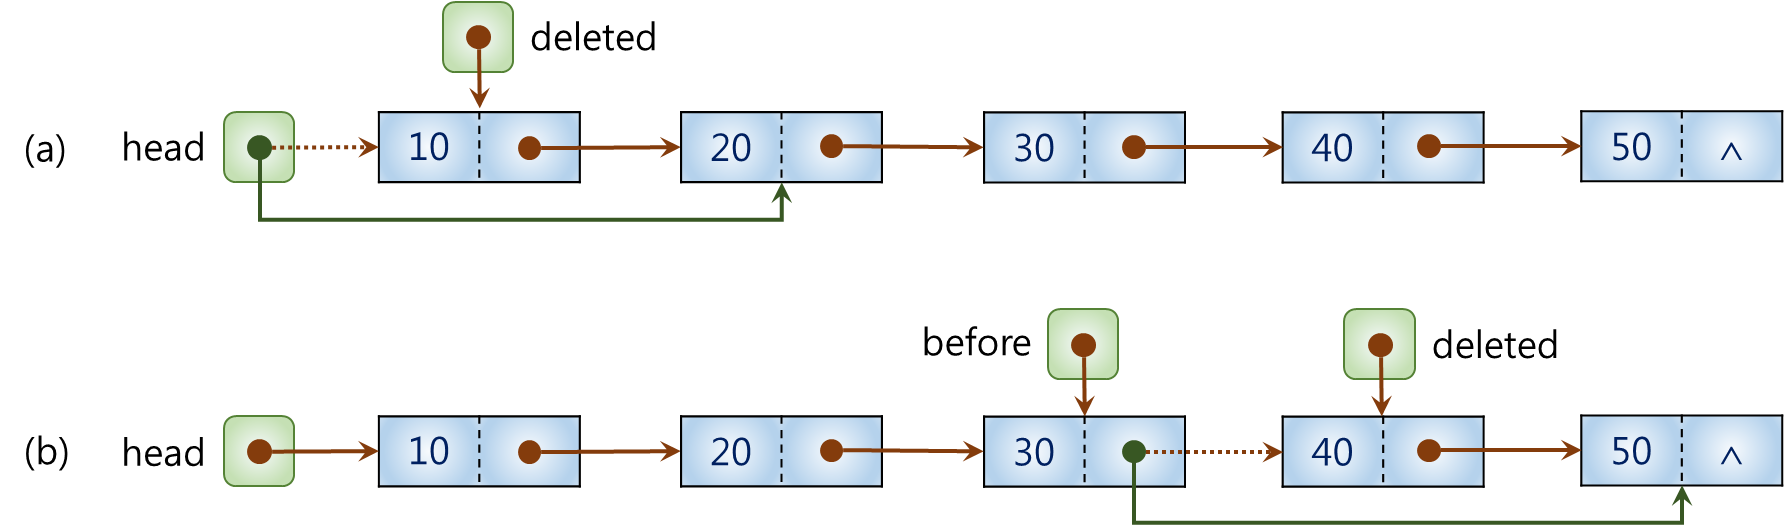 deleted
(a) head 10 20 30 40 50 ^
before deleted
(b) head 10 20 30 40 50 ^